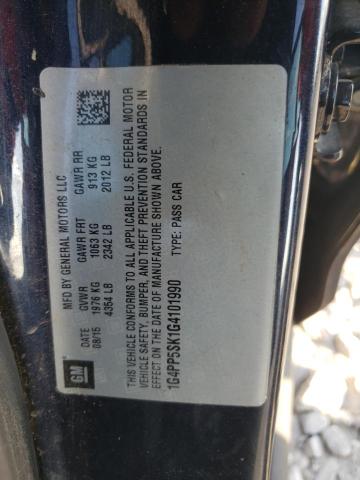 GM
MFD BY GENERAL MOTORS LLC
DATE GVWR GAWR FRT GAWR RR
08/15 1976 KG 1063 KG 913 KG
4354 LB 2342 LB 2012 LB
THIS VEHICLE CONFORMS TO ALL APPLICABLE U.S. FEDERAL MOTOR
VEHICLE SAFETY, BUMPER, AND THEFT PREVENTION STANDARDS IN
EFFECT ON THE DATE OF MANUFACTURE SHOWN ABOVE.
1G4PP5SK1G4101990 TYPE: PASS CAR